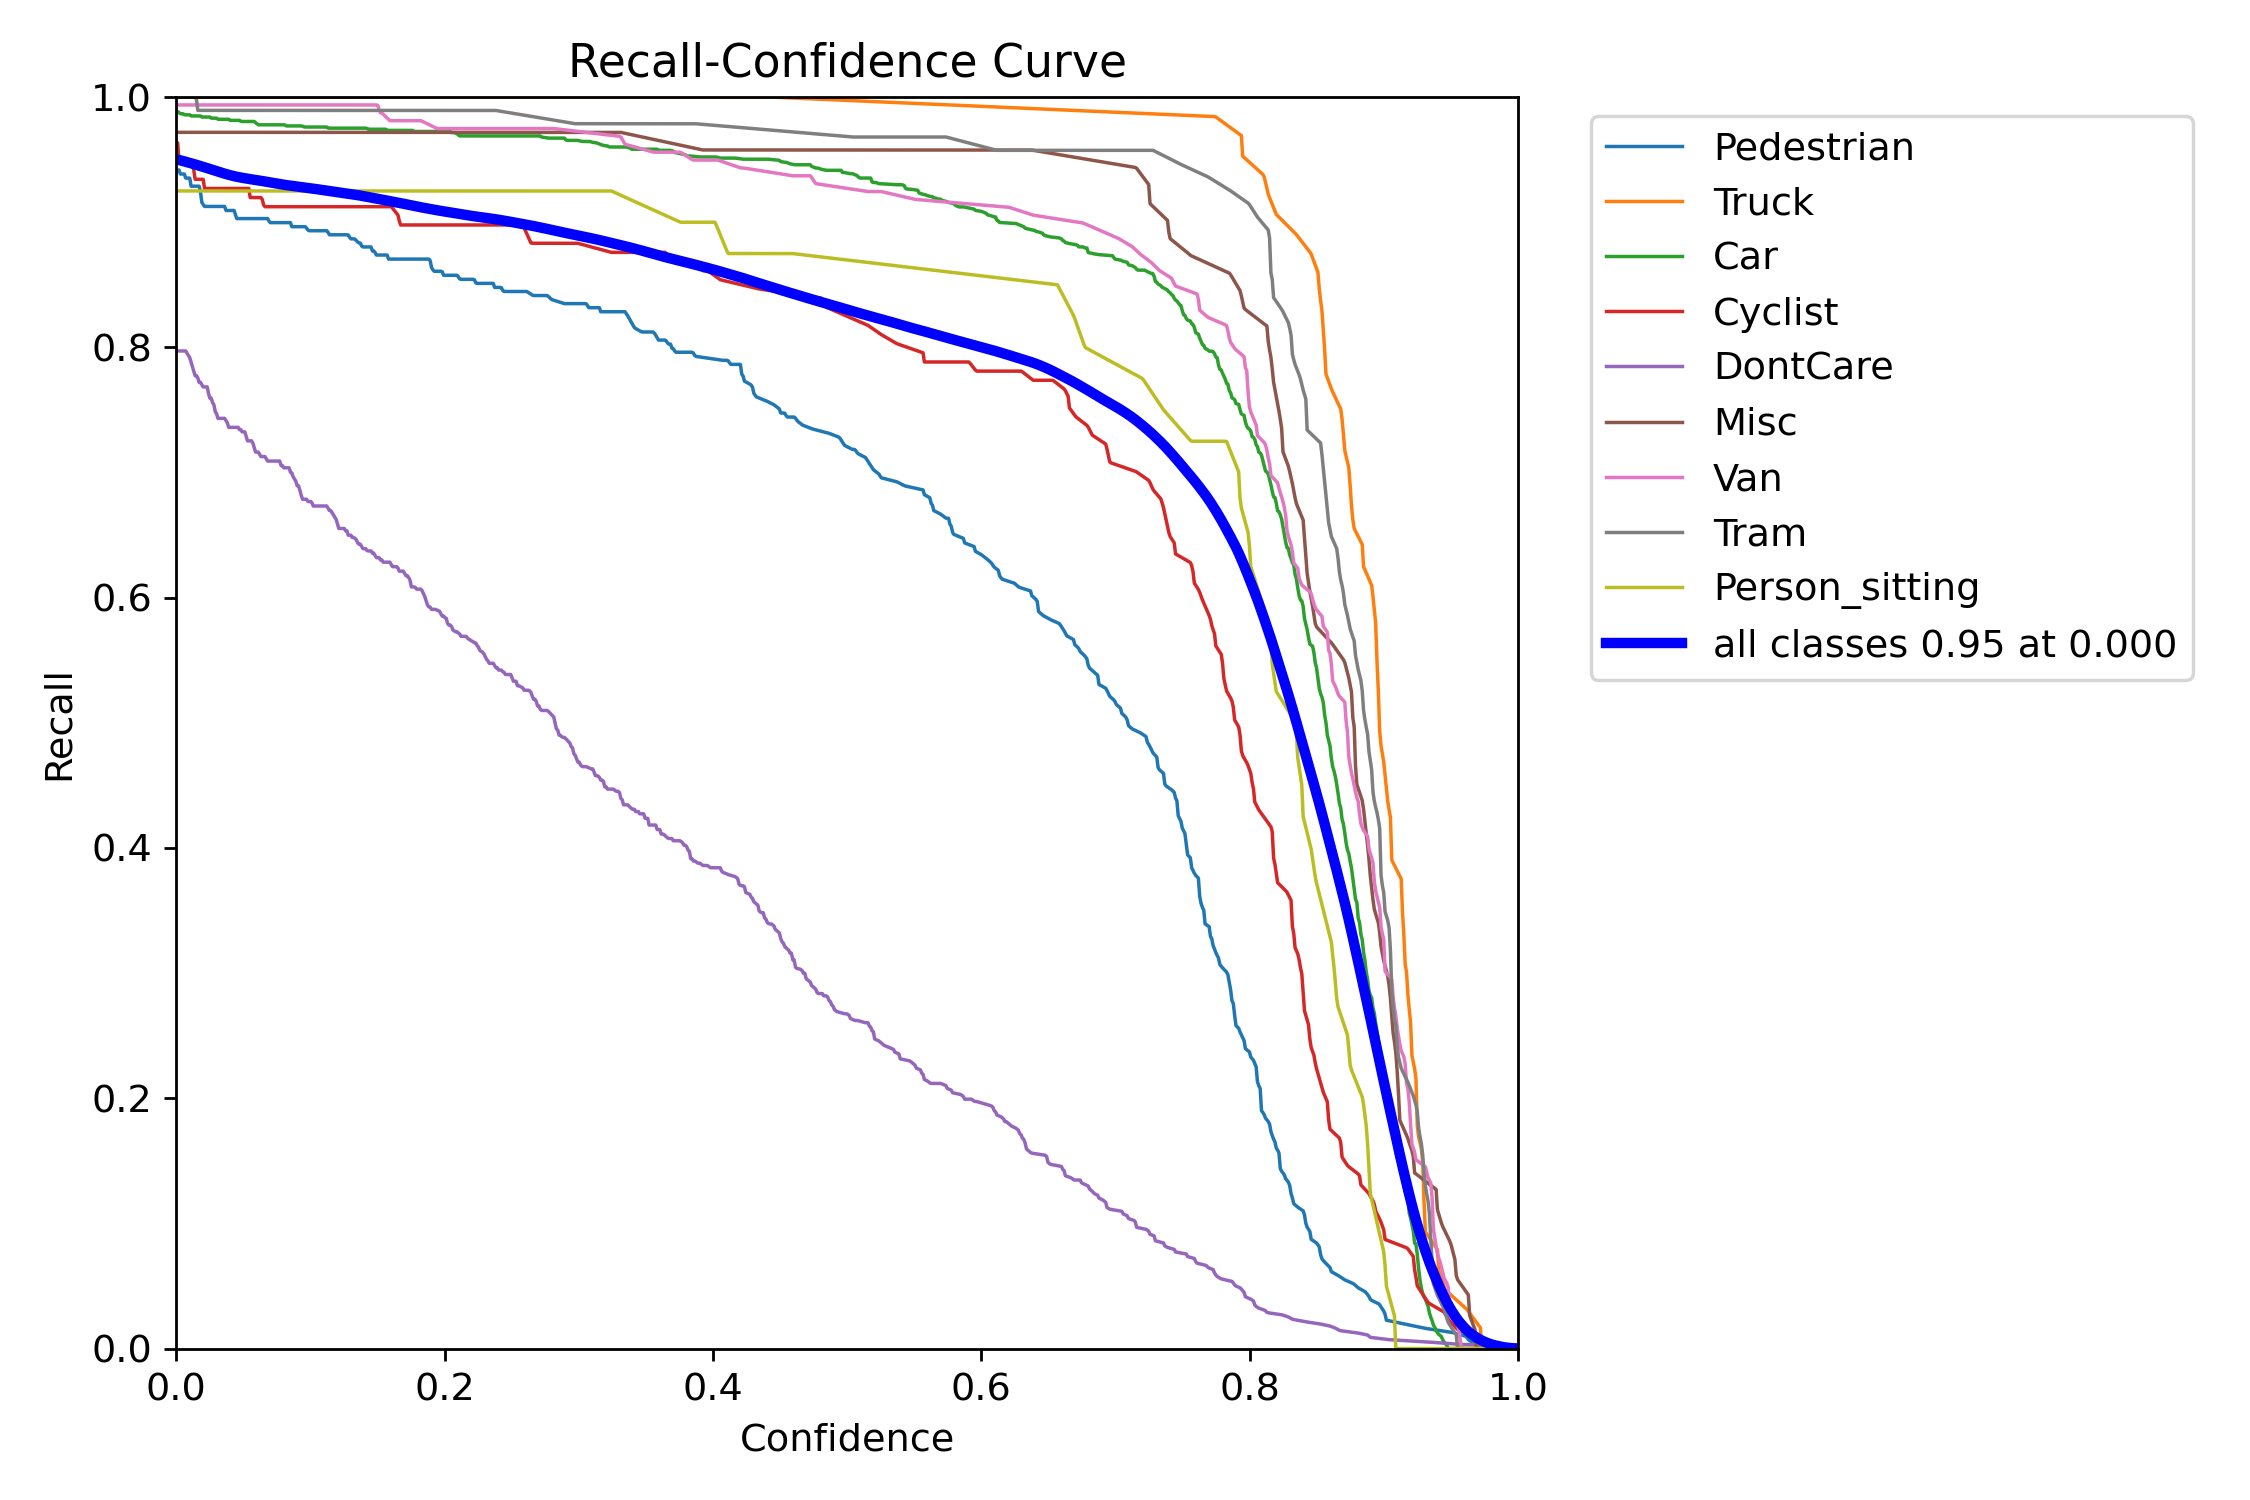 Recall-Confidence Curve
1.0
0.8
0.6
0.4
0.2
0.0
Recall
0.0 0.2 0.4 0.6 0.8 1.0
Confidence
Pedestrian
Truck
Car
Cyclist
DontCare
Misc
Van
Tram
Person_sitting
all classes 0.95 at 0.000